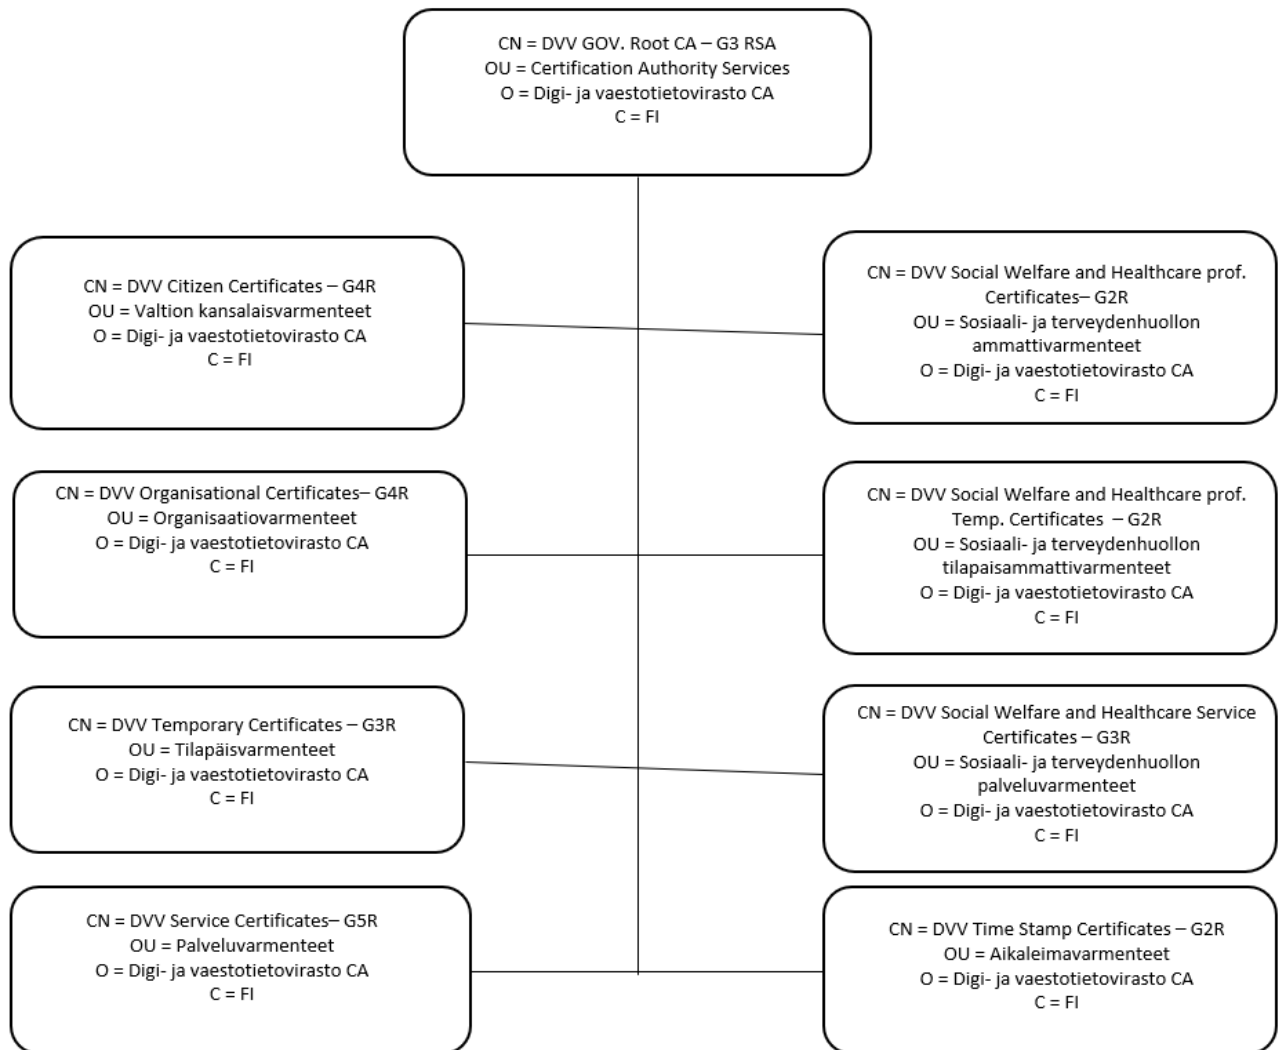 CN = DVV GOV. Root CA – G3 RSA
OU = Certification Authority Services
O = Digi- ja vaestotietovirasto CA
C = FI
CN = DVV Citizen Certificates – G4R
OU = Valtion kansalaisvarmenteet
O = Digi- ja vaestotietovirasto CA
C = FI
CN = DVV Social Welfare and Healthcare prof.
Certificates– G2R
OU = Sosiaali- ja terveydenhuollon
ammattivarmenteet
O = Digi- ja vaestotietovirasto CA
C = FI
CN = DVV Organisational Certificates– G4R
OU = Organisaatiovarmenteet
O = Digi- ja vaestotietovirasto CA
C = FI
CN = DVV Social Welfare and Healthcare prof.
Temp. Certificates – G2R
OU = Sosiaali- ja terveydenhuollon
tilapaisammattivarmenteet
O = Digi- ja vaestotietovirasto CA
C = FI
CN = DVV Temporary Certificates – G3R
OU = Tilapäisvarmenteet
O = Digi- ja vaestotietovirasto CA
C = FI
CN = DVV Social Welfare and Healthcare Service
Certificates – G3R
OU = Sosiaali- ja terveydenhuollon
palveluvarmenteet
O = Digi- ja vaestotietovirasto CA
C = FI
CN = DVV Service Certificates– G5R
OU = Palveluvarmenteet
O = Digi- ja vaestotietovirasto CA
C = FI
CN = DVV Time Stamp Certificates – G2R
OU = Aikaleimavarmenteet
O = Digi- ja vaestotietovirasto CA
C = FI